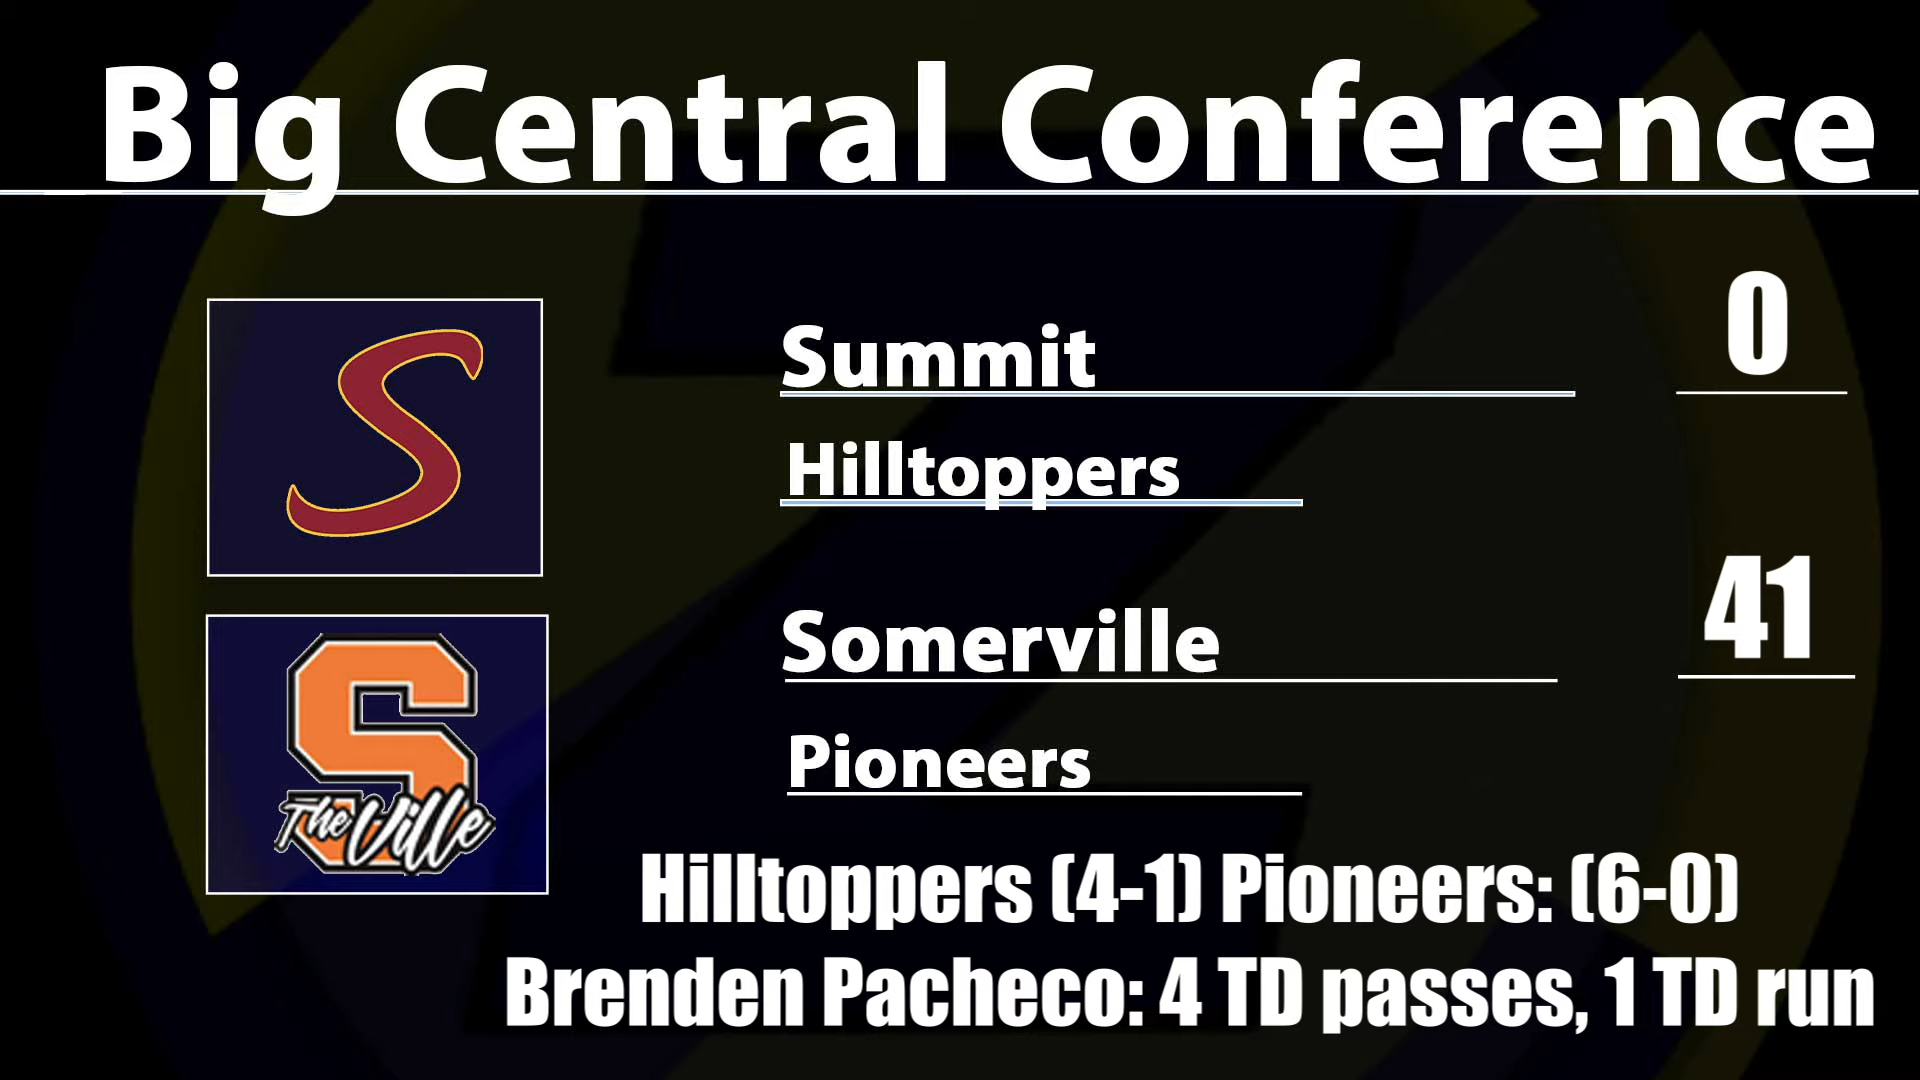 Big Central Conference
S
Summit
0
Hilltoppers
S
The Ville
Somerville
41
Pioneers
Hilltoppers (4-1) Pioneers: (6-0)
Brenden Pacheco: 4 TD passes, 1 TD run